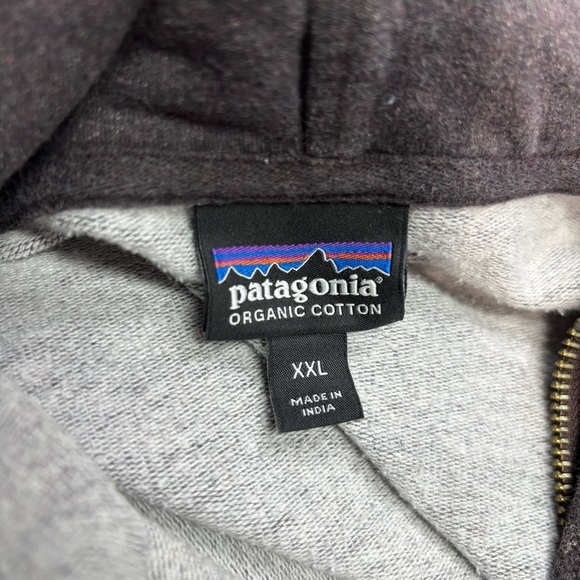 patagonia®
ORGANIC COTTON
XXL
MADE IN
INDIA